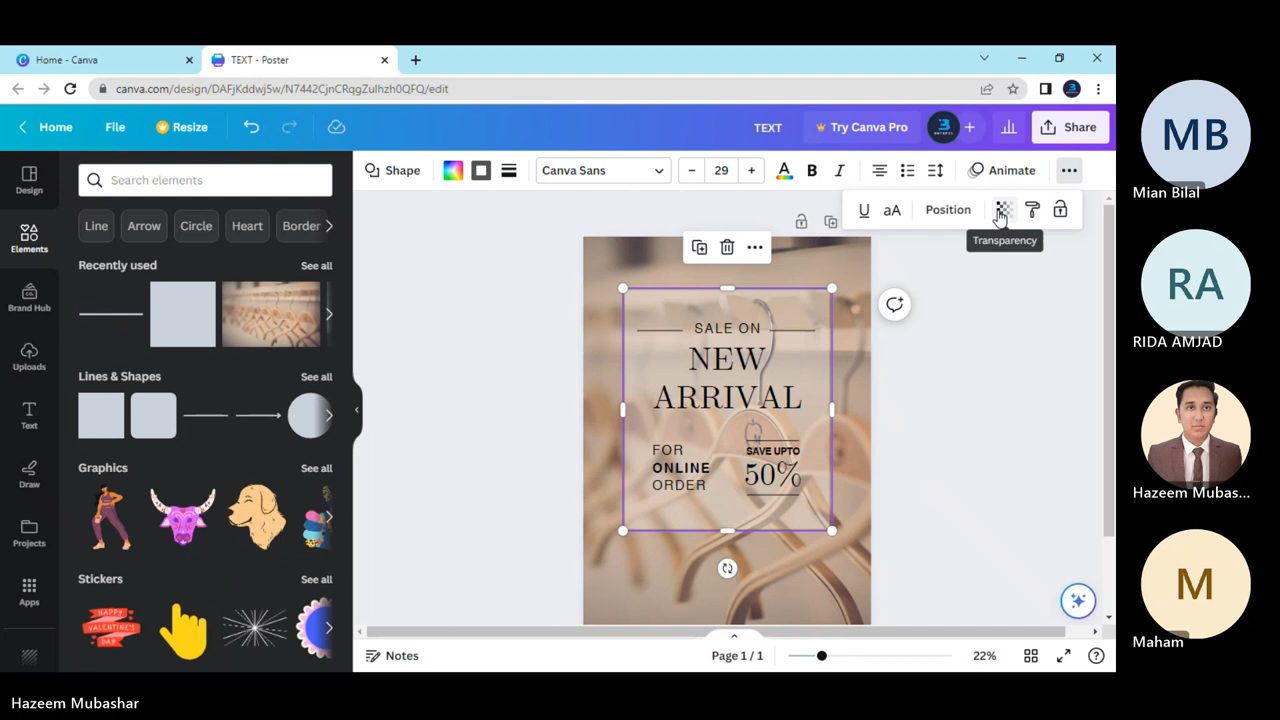 Home - Canva
TEXT - Poster
canva.com/design/DAFjKddwj5w/N7442CjnCRqgZuIhzh0QFQ/edit
Home File Resize TEXT Try Canva Pro Share
Search elements
Shape Canva Sans 29 A B I Animate
U aA Position
Transparency
Design
Elements
Brand Hub
Uploads
Text
Draw
Projects
Apps
Line Arrow Circle Heart Border
Recently used See all
Lines & Shapes See all
Graphics See all
Stickers See all
HAPPY
VALENTINE'S
DAY
SALE ON
NEW
ARRIVAL
FOR
ONLINE
ORDER
SAVE UPTO
50%
Notes Page 1 / 1 22%
MB
Mian Bilal
RA
RIDA AMJAD
Hazeem Mubas...
M
Maham
Hazeem Mubashar